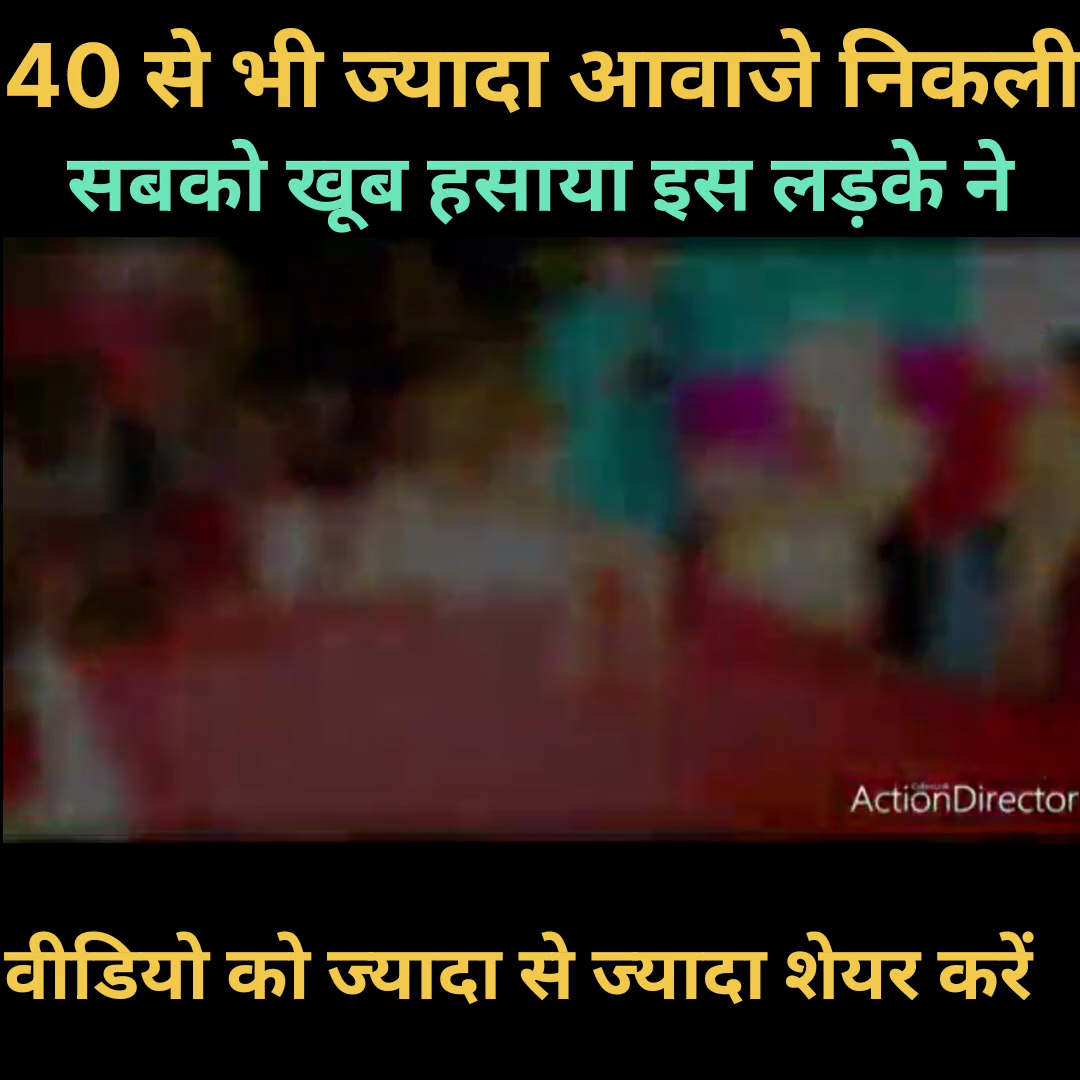 40 से भी ज्यादा आवाजे निकली
सबको खूब हसाया इस लड़के ने
ActionDirector
वीडियो को ज्यादा से ज्यादा शेयर करें